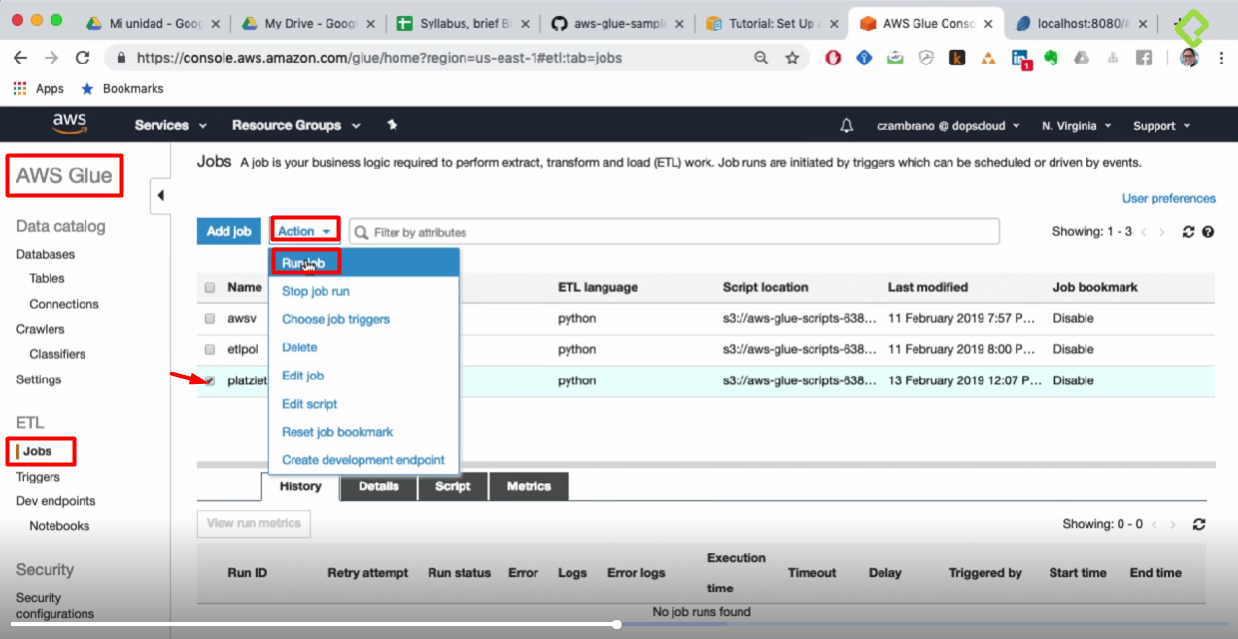 Mi unidad - Goo
My Drive - Googl
Syllabus, brief Bi
aws-glue-sample
Tutorial: Set Up a
AWS Glue Conso
localhost:8080/#
https://console.aws.amazon.com/glue/home?region=us-east-1#etl:tab=jobs
1
Apps
Bookmarks
aws
Services
Resource Groups
czambrano @ dopsdoud
N. Virginia
Support
AWS Glue
Data catalog
Databases
Tables
Connections
Crawlers
Classifiers
Settings
ETL
Jobs
Triggers
Dev endpoints
Notebooks
Security
Security
configurations
Jobs A job is your business logic required to perform extract, transform and load (ETL) work. Job runs are initiated by triggers which can be scheduled or driven by events.
User preferences
Add job
Action
Filter by attributes
Showing: 1 - 3
Run job
Stop job run
Choose job triggers
Delete
Edit job
Edit script
Reset job bookmark
Create development endpoint
Name ETL language Script location Last modified Job bookmark
awsv python s3://aws-glue-scripts-638... 11 February 2019 7:57 P... Disable
etlpol python s3://aws-glue-scripts-638... 11 February 2019 8:00 P... Disable
platziet python s3://aws-glue-scripts-638... 13 February 2019 12:07 P... Disable
History Details Script Metrics
View run metrics
Showing: 0 - 0
Run ID Retry attempt Run status Error Logs Error logs Execution time Timeout Delay Triggered by Start time End time
No job runs found